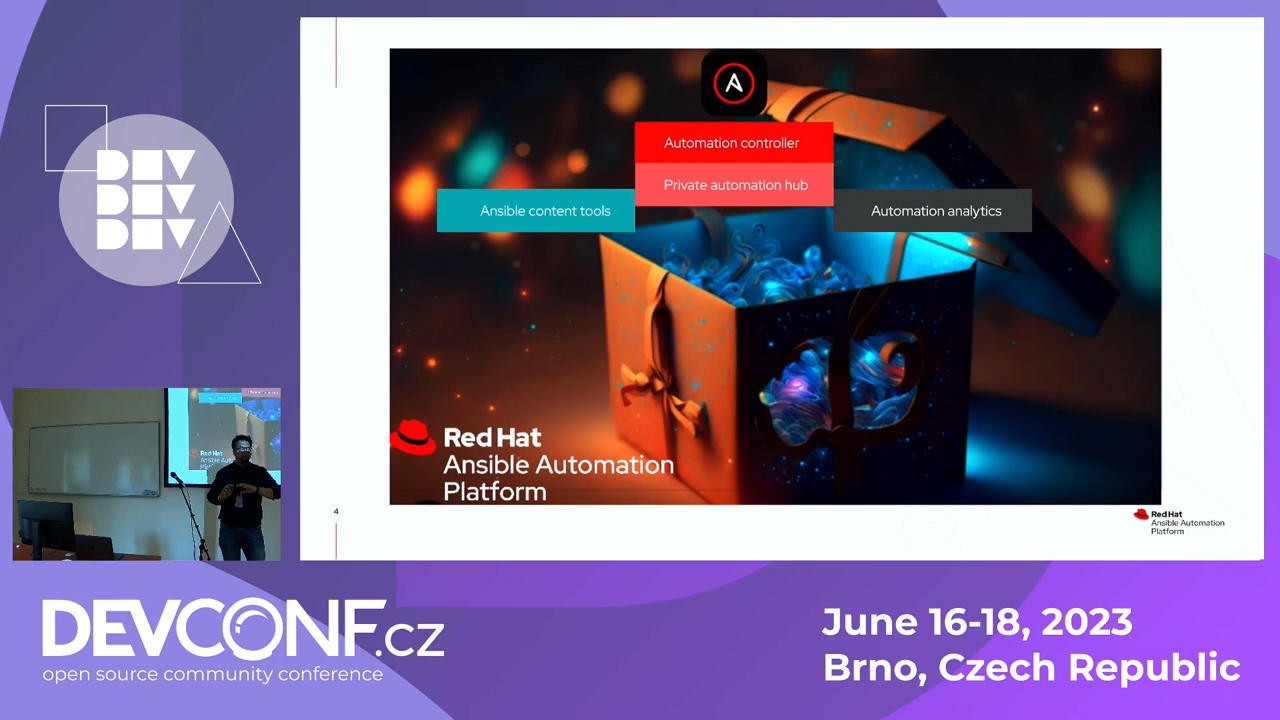 DEV
DEV
DEV
Automation controller
Private automation hub
Ansible content tools
Automation analytics
Red Hat
Ansible Automation
Platform
4
Red Hat
Ansible Automation
Platform
DEVCONF.cz
open source community conference
June 16-18, 2023
Brno, Czech Republic